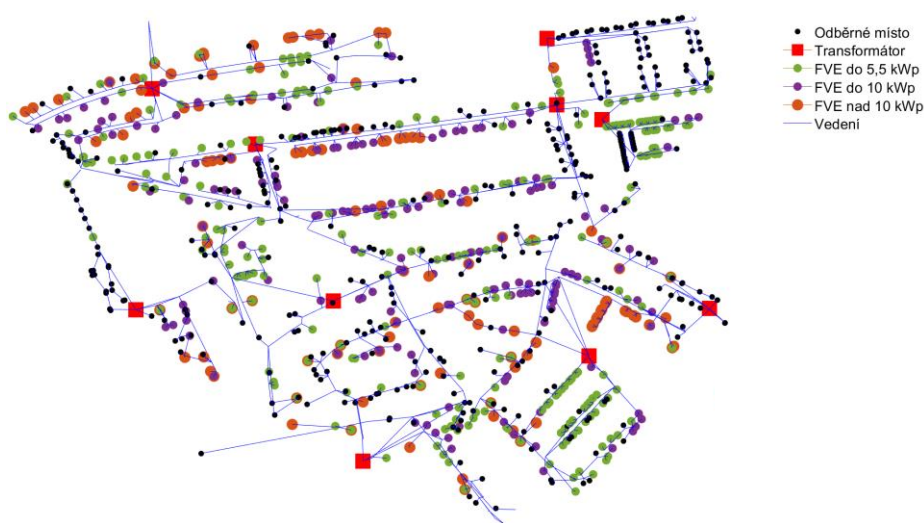 Odběrné místo
Transformátor
FVE do 5,5 kWp
FVE do 10 kWp
FVE nad 10 kWp
Vedení